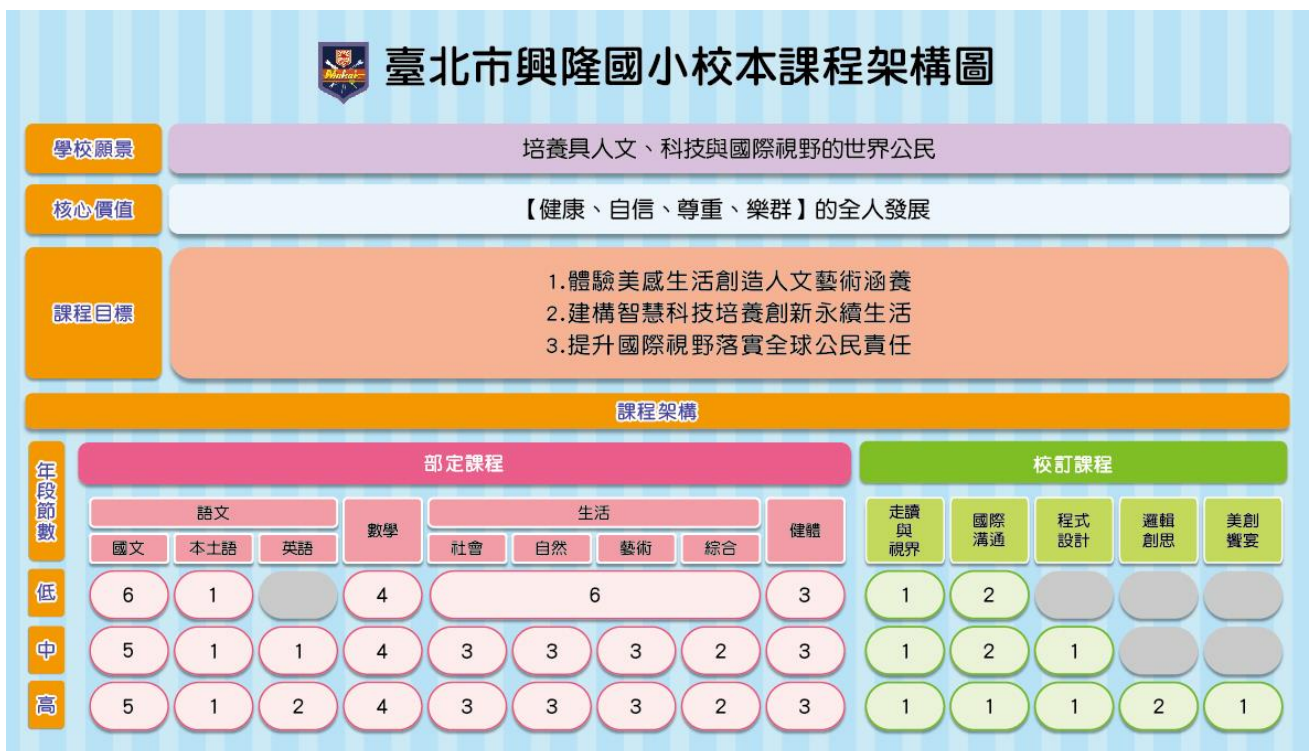 臺北市興隆國小校本課程架構圖
學校願景
培養具人文、科技與國際視野的世界公民
核心價值
【健康、自信、尊重、樂群】的全人發展
課程目標
1.體驗美感生活創造人文藝術涵養
2.建構智慧科技培養創新永續生活
3.提升國際視野落實全球公民責任
課程架構
年段節數
部定課程
校訂課程
語文
數學
生活
健體
走讀
與
視界
國際
溝通
程式
設計
邏輯
創思
美創
饗宴
國文 本土語 英語 社會 自然 藝術 綜合
低 6 1 4 6 3 1 2
中 5 1 1 4 3 3 3 2 3 1 2 1
高 5 1 2 4 3 3 3 2 3 1 1 1 2 1